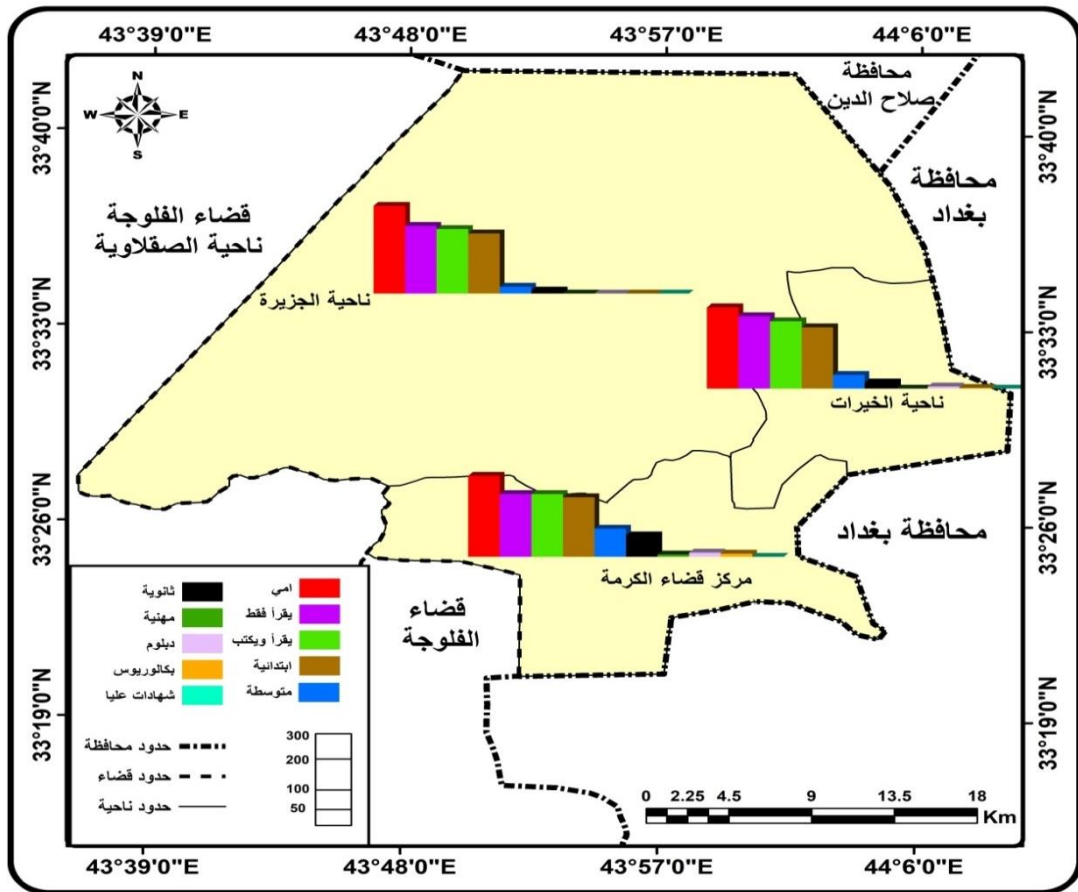 43°39'0"E 43°48'0"E 43°57'0"E 44°6'0"E
N
W E
S
33°40'0"N
33°33'0"N
33°26'0"N
33°19'0"N
محافظة
صلاح الدين
33°40'0"N
محافظة
بغداد
قضاء الفلوجة
ناحية الصقلاوية
ناحية الجزيرة
33°33'0"N
ناحية الخيرات
محافظة بغداد
33°26'0"N
مركز قضاء الكرمة
قضاء
الفلوجة
امي
ثانوية
يقرأ فقط
مهنية
يقرأ ويكتب
دبلوم
ابتدائية
بكالوريوس
متوسطة
شهادات عليا
33°19'0"N
حدود محافظة
حدود قضاء
حدود ناحية
300
200
100
50
0 2.25 4.5 9 13.5 18
Km
43°39'0"E 43°48'0"E 43°57'0"E 44°6'0"E